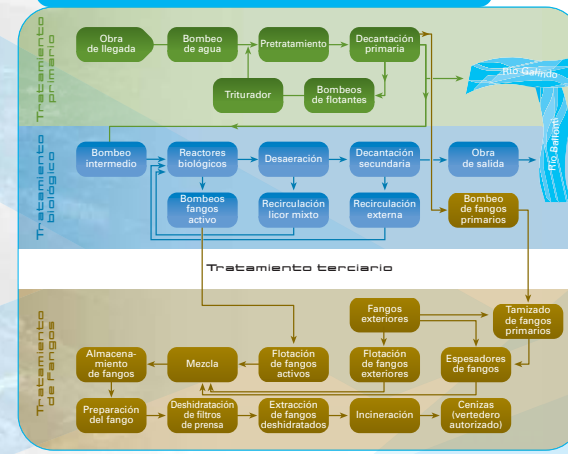 Tratamiento
primario
Obra
de llegada
Bombeo
de agua
Pretratamiento
Decantación
primaria
Triturador
Bombeos
de flotantes
Río Galindo
Río Ballonti
Tratamiento
biológico
Bombeo
intermedio
Reactores
biológicos
Desaeración
Decantación
secundaria
Obra
de salida
Bombeos
fangos
activo
Recirculación
licor mixto
Recirculación
externa
Bombeo
de fangos
primarios
Tratamiento terciario
Tratamiento
de fangos
Fangos
exteriores
Tamizado
de fangos
primarios
Almacena-
miento
de fangos
Mezcla
Flotación
de fangos
activos
Flotación
de fangos
exteriores
Espesadores
de fangos
Preparación
del fango
Deshidratación
de filtros
de prensa
Extracción
de fangos
deshidratados
Incineración
Cenizas
(vertedero
autorizado)